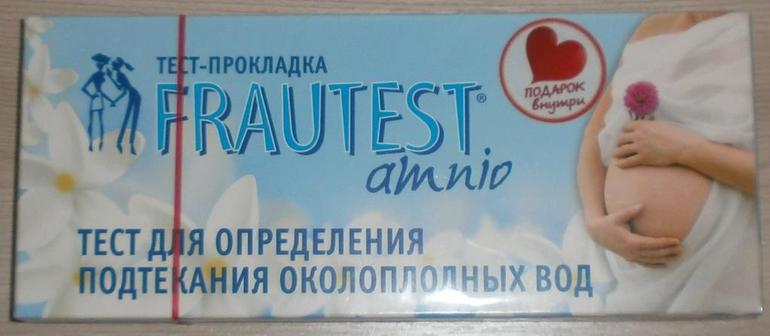 ТЕСТ-ПРОКЛАДКА
FRAUTEST®
amnio
ПОДАРОК
внутри
ТЕСТ ДЛЯ ОПРЕДЕЛЕНИЯ
ПОДТЕКАНИЯ ОКОЛОПЛОДНЫХ ВОД